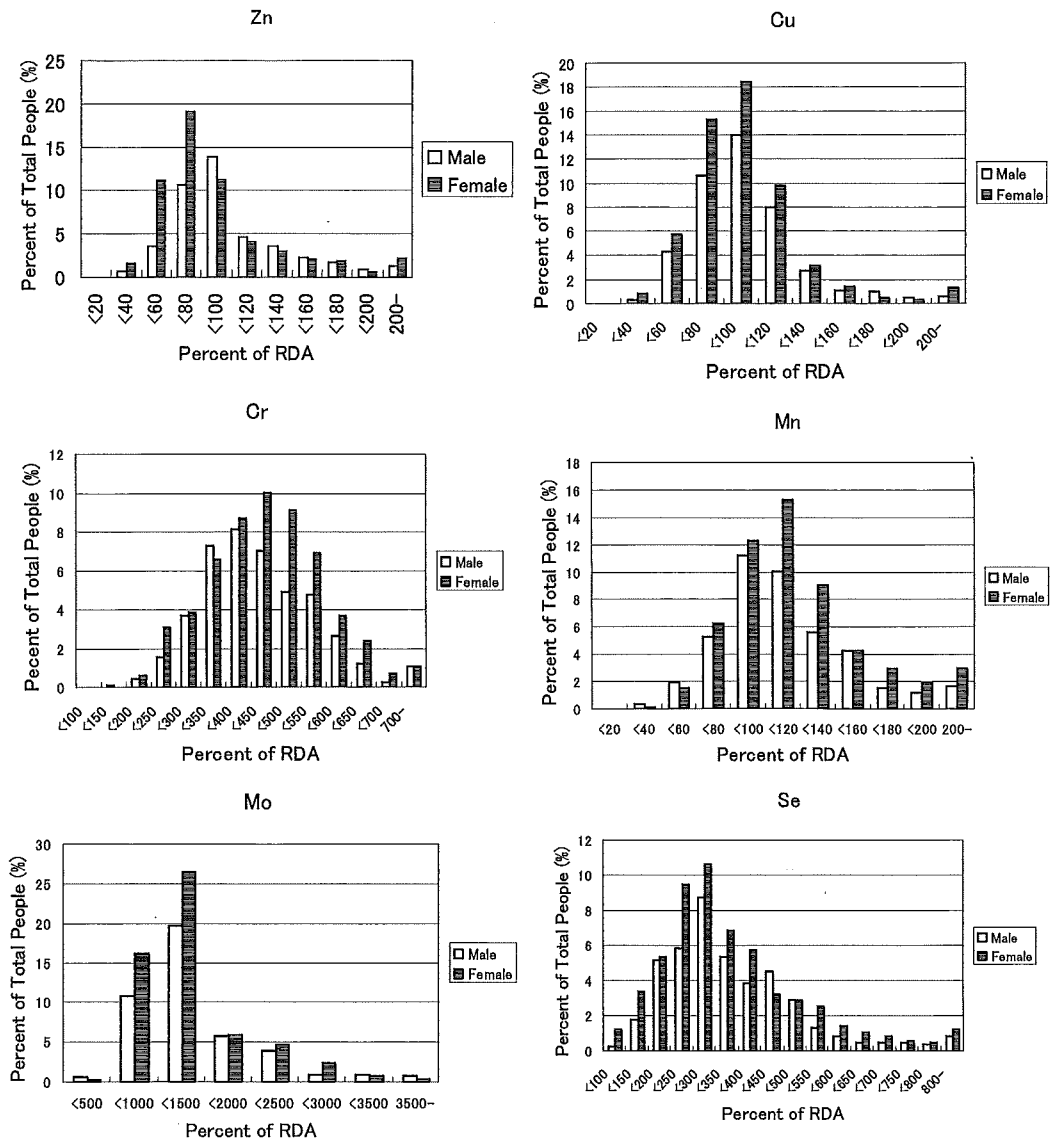 Zn
Percent of Total People (%)
25
20
15
10
5
0
<20 <40 <60 <80 <100 <120 <140 <160 <180 <200 200-
Percent of RDA
Male
Female
Cu
Percent of Total People (%)
20
18
16
14
12
10
8
6
4
2
0
<20 <40 <60 <80 <100 <120 <140 <160 <180 <200 200-
Percent of RDA
Male
Female
Cr
Pecent of Total People (%)
12
10
8
6
4
2
0
<100 <150 <200 <250 <300 <350 <400 <450 <500 <550 <600 <650 <700 700-
Percent of RDA
Male
Female
Mn
Percent of Total People (%)
18
16
14
12
10
8
6
4
2
0
<20 <40 <60 <80 <100 <120 <140 <160 <180 <200 200-
Percent of RDA
Male
Female
Mo
Percent of Total People (%)
30
25
20
15
10
5
0
<500 <1000 <1500 <2000 <2500 <3000 <3500 3500-
Percent of RDA
Male
Female
Se
Percent of Total People (%)
12
10
8
6
4
2
0
<100 <150 <200 <250 <300 <350 <400 <450 <500 <550 <600 <650 <700 <750 <800 800-
Percent of RDA
Male
Female